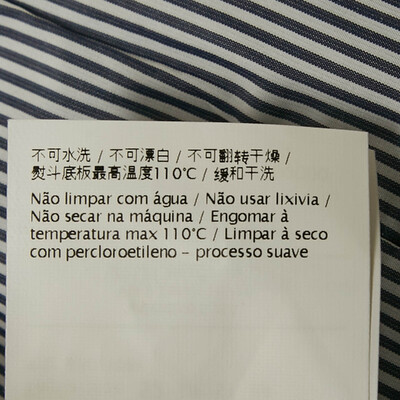 不可水洗 / 不可漂白 / 不可翻转干燥 /
熨斗底板最高温度110°C / 缓和干洗
Não limpar com água / Não usar lixivia /
Não secar na máquina / Engomar à
temperatura max 110°C / Limpar à seco
com percloroetileno – processo suave